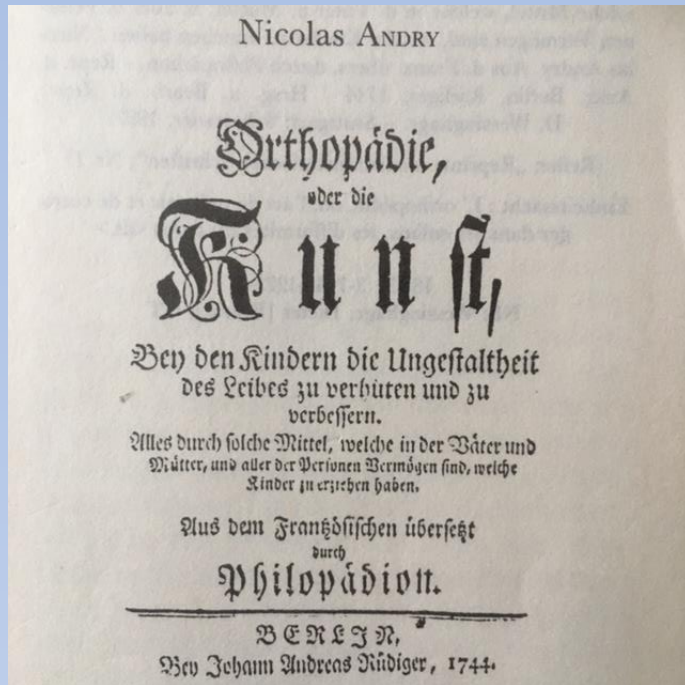 Nicolas ANDRY
Orthopädie,
oder die
Kunst,
Bey den Kindern die Ungestaltheit
des Leibes zu verhüten und zu
verbessern.
Alles durch solche Mittel, welche in der Väter und
Mütter, und aller der Personen Vermögen sind, welche
Kinder zu erziehen haben.
Aus dem Frantzösischen übersetzt
durch
Philopädion.
BERLIN,
Bey Johann Andreas Rüdiger, 1744.